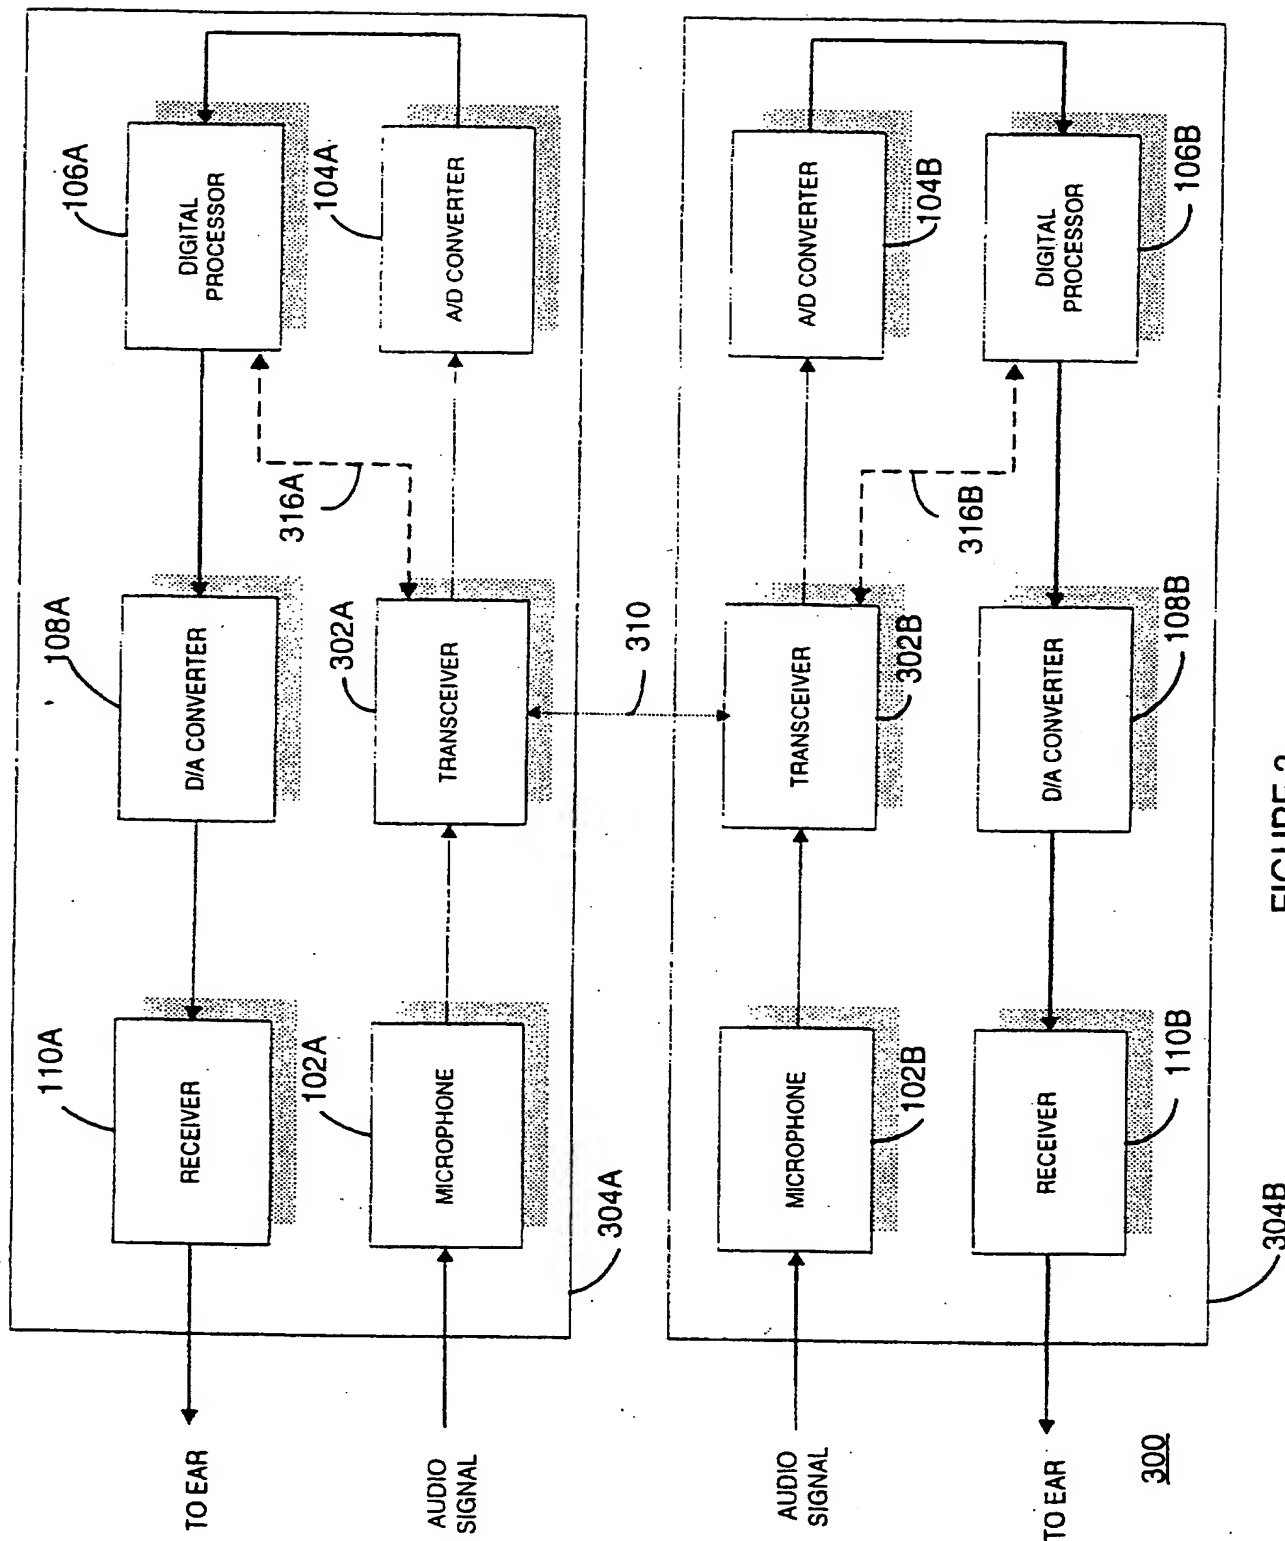 110A
108A
106A
TO EAR
RECEIVER
D/A CONVERTER
DIGITAL
PROCESSOR
102A
316A
302A
104A
AUDIO
SIGNAL
MICROPHONE
TRANSCEIVER
A/D CONVERTER
304A
310
AUDIO
SIGNAL
MICROPHONE
TRANSCEIVER
A/D CONVERTER
102B
302B
316B
104B
TO EAR
RECEIVER
D/A CONVERTER
DIGITAL
PROCESSOR
110B
108B
106B
300
304B
FIGURE